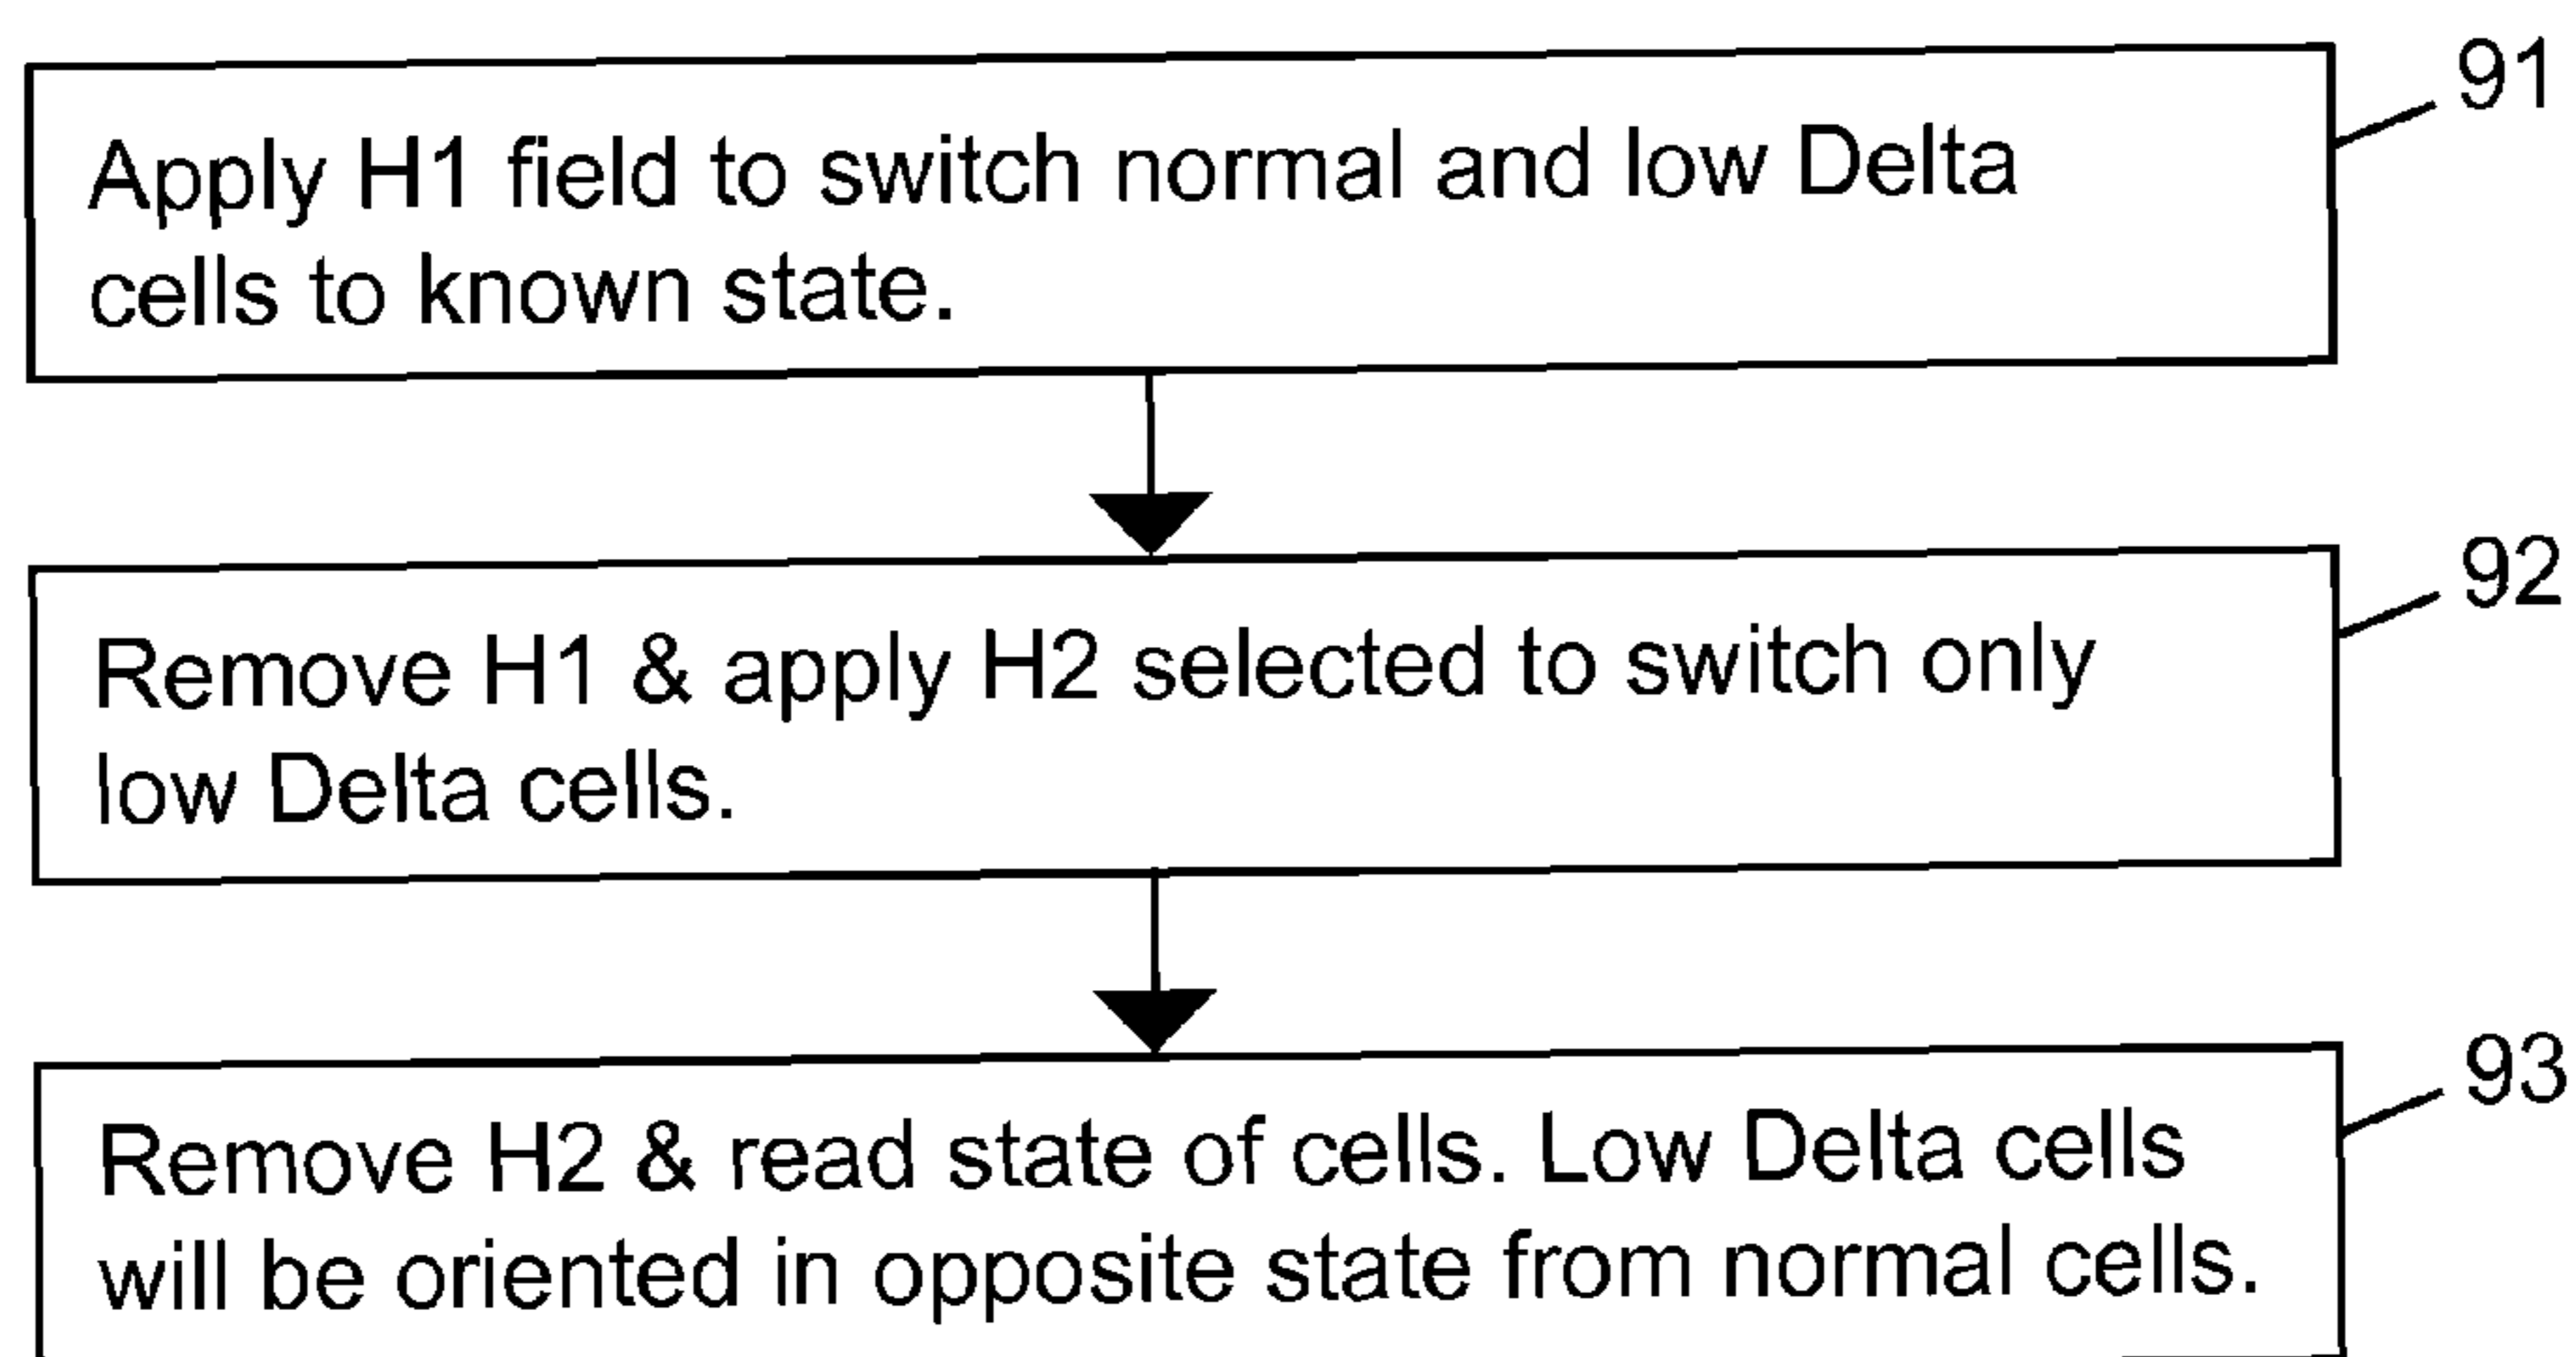 91
Apply H1 field to switch normal and low Delta
cells to known state.
92
Remove H1 & apply H2 selected to switch only
low Delta cells.
93
Remove H2 & read state of cells. Low Delta cells
will be oriented in opposite state from normal cells.